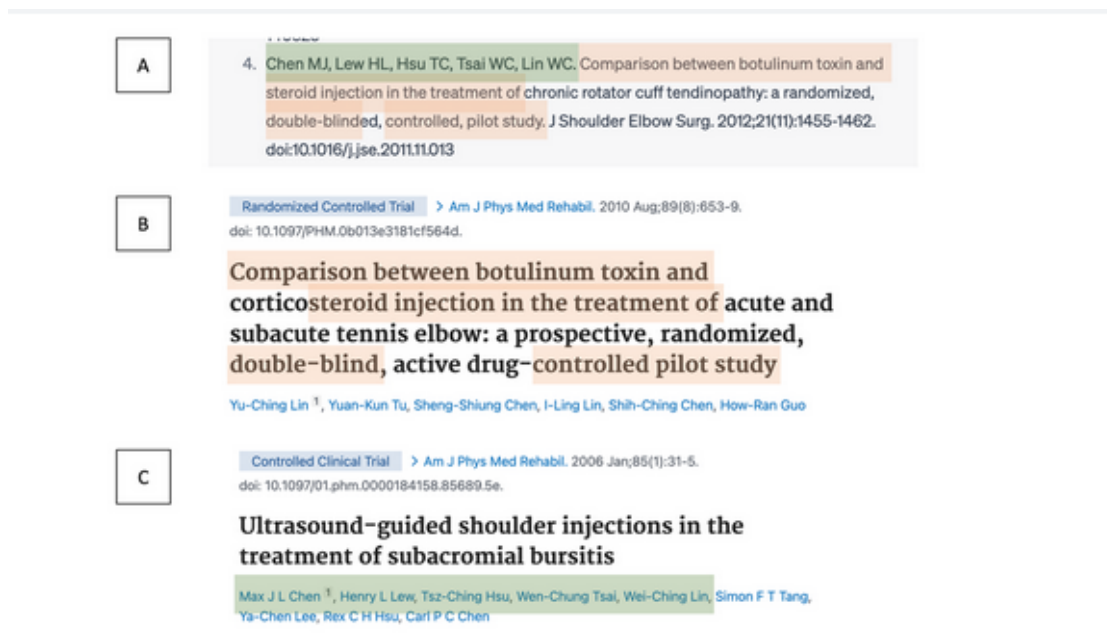 A
4. Chen MJ, Lew HL, Hsu TC, Tsai WC, Lin WC. Comparison between botulinum toxin and
steroid injection in the treatment of chronic rotator cuff tendinopathy: a randomized,
double-blinded, controlled, pilot study. J Shoulder Elbow Surg. 2012;21(11):1455-1462.
doi:10.1016/j.jse.2011.11.013
B
Randomized Controlled Trial > Am J Phys Med Rehabil. 2010 Aug;89(8):653-9.
doi: 10.1097/PHM.0b013e3181cf564d.
Comparison between botulinum toxin and
corticosteroid injection in the treatment of acute and
subacute tennis elbow: a prospective, randomized,
double-blind, active drug-controlled pilot study
Yu-Ching Lin 1, Yuan-Kun Tu, Sheng-Shiung Chen, I-Ling Lin, Shih-Ching Chen, How-Ran Guo
C
Controlled Clinical Trial > Am J Phys Med Rehabil. 2006 Jan;85(1):31-5.
doi: 10.1097/01.phm.0000184158.85689.5e.
Ultrasound-guided shoulder injections in the
treatment of subacromial bursitis
Max J L Chen 1, Henry L Lew, Tsz-Ching Hsu, Wen-Chung Tsai, Wei-Ching Lin, Simon F T Tang,
Ya-Chen Lee, Rex C H Hsu, Carl P C Chen